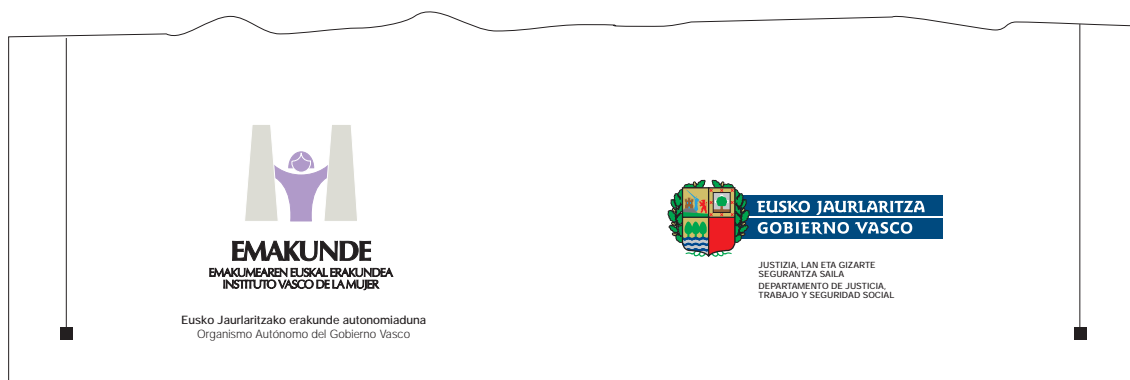 EMAKUNDE
EMAKUMEAREN EUSKAL ERAKUNDEA
INSTITUTO VASCO DE LA MUJER
Eusko Jaurlaritzako erakunde autonomiaduna
Organismo Autónomo del Gobierno Vasco
EUSKO JAURLARITZA
GOBIERNO VASCO
JUSTIZIA, LAN ETA GIZARTE
SEGURANTZA SAILA
DEPARTAMENTO DE JUSTICIA,
TRABAJO Y SEGURIDAD SOCIAL